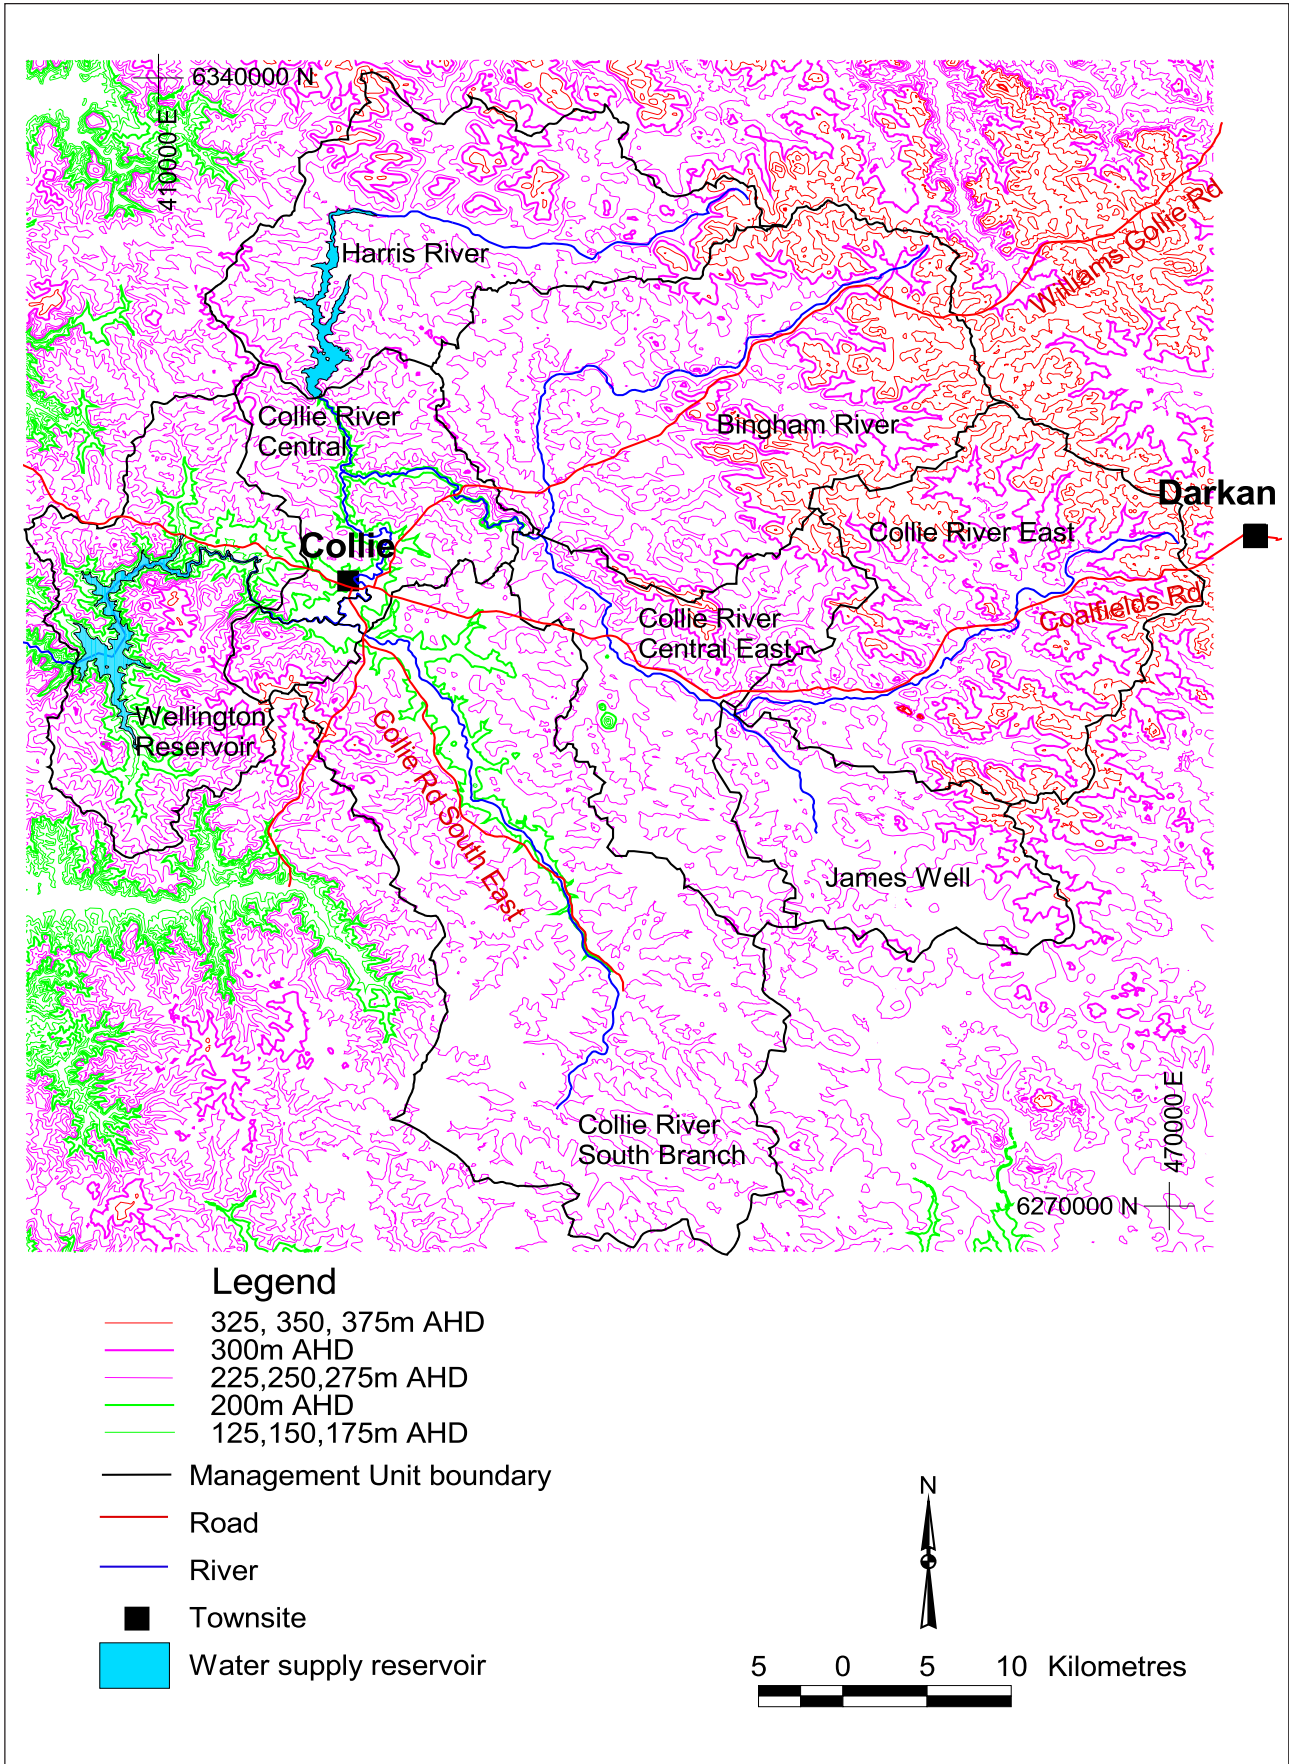 6340000 N
410000 E
Williams Collie Rd
Harris River
Collie River
Central
Bingham River
Darkan
Collie River East
Collie
Coalfields Rd
Collie River
Central East
Wellington
Reservoir
Collie Rd South East
James Well
Collie River
South Branch
470000 E
6270000 N
Legend
325, 350, 375m AHD
300m AHD
225,250,275m AHD
200m AHD
125,150,175m AHD
Management Unit boundary
Road
River
Townsite
Water supply reservoir
N
5 0 5 10 Kilometres